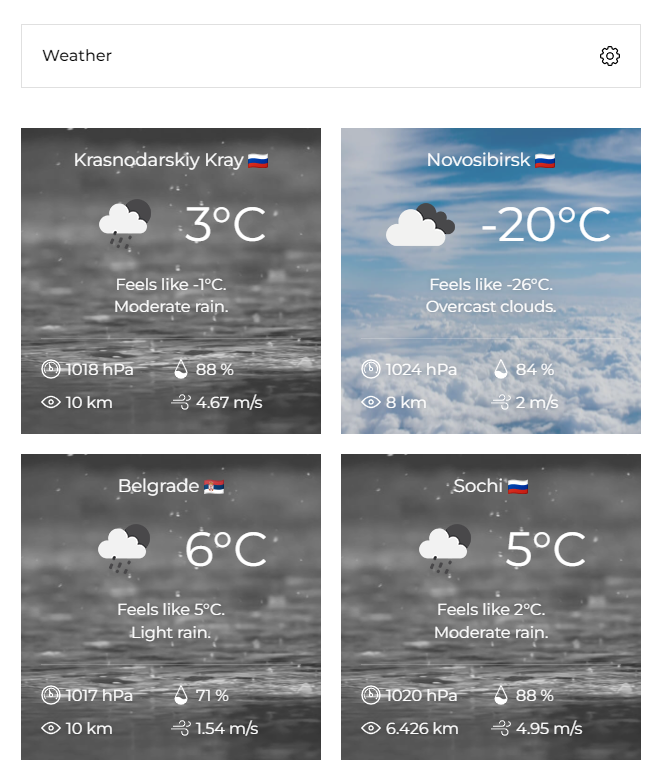 Weather
Krasnodarskiy Kray
3°C
Feels like -1°C.
Moderate rain.
1018 hPa
88 %
10 km
4.67 m/s
Novosibirsk
-20°C
Feels like -26°C.
Overcast clouds.
1024 hPa
84 %
8 km
2 m/s
Belgrade
6°C
Feels like 5°C.
Light rain.
1017 hPa
71 %
10 km
1.54 m/s
Sochi
5°C
Feels like 2°C.
Moderate rain.
1020 hPa
88 %
6.426 km
4.95 m/s